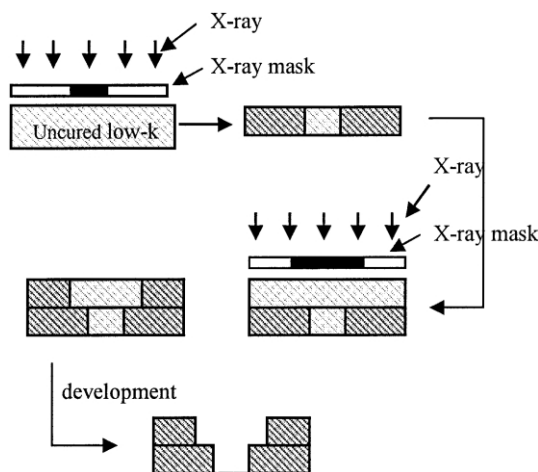 X-ray
X-ray mask
Uncured low-k
X-ray
X-ray mask
development